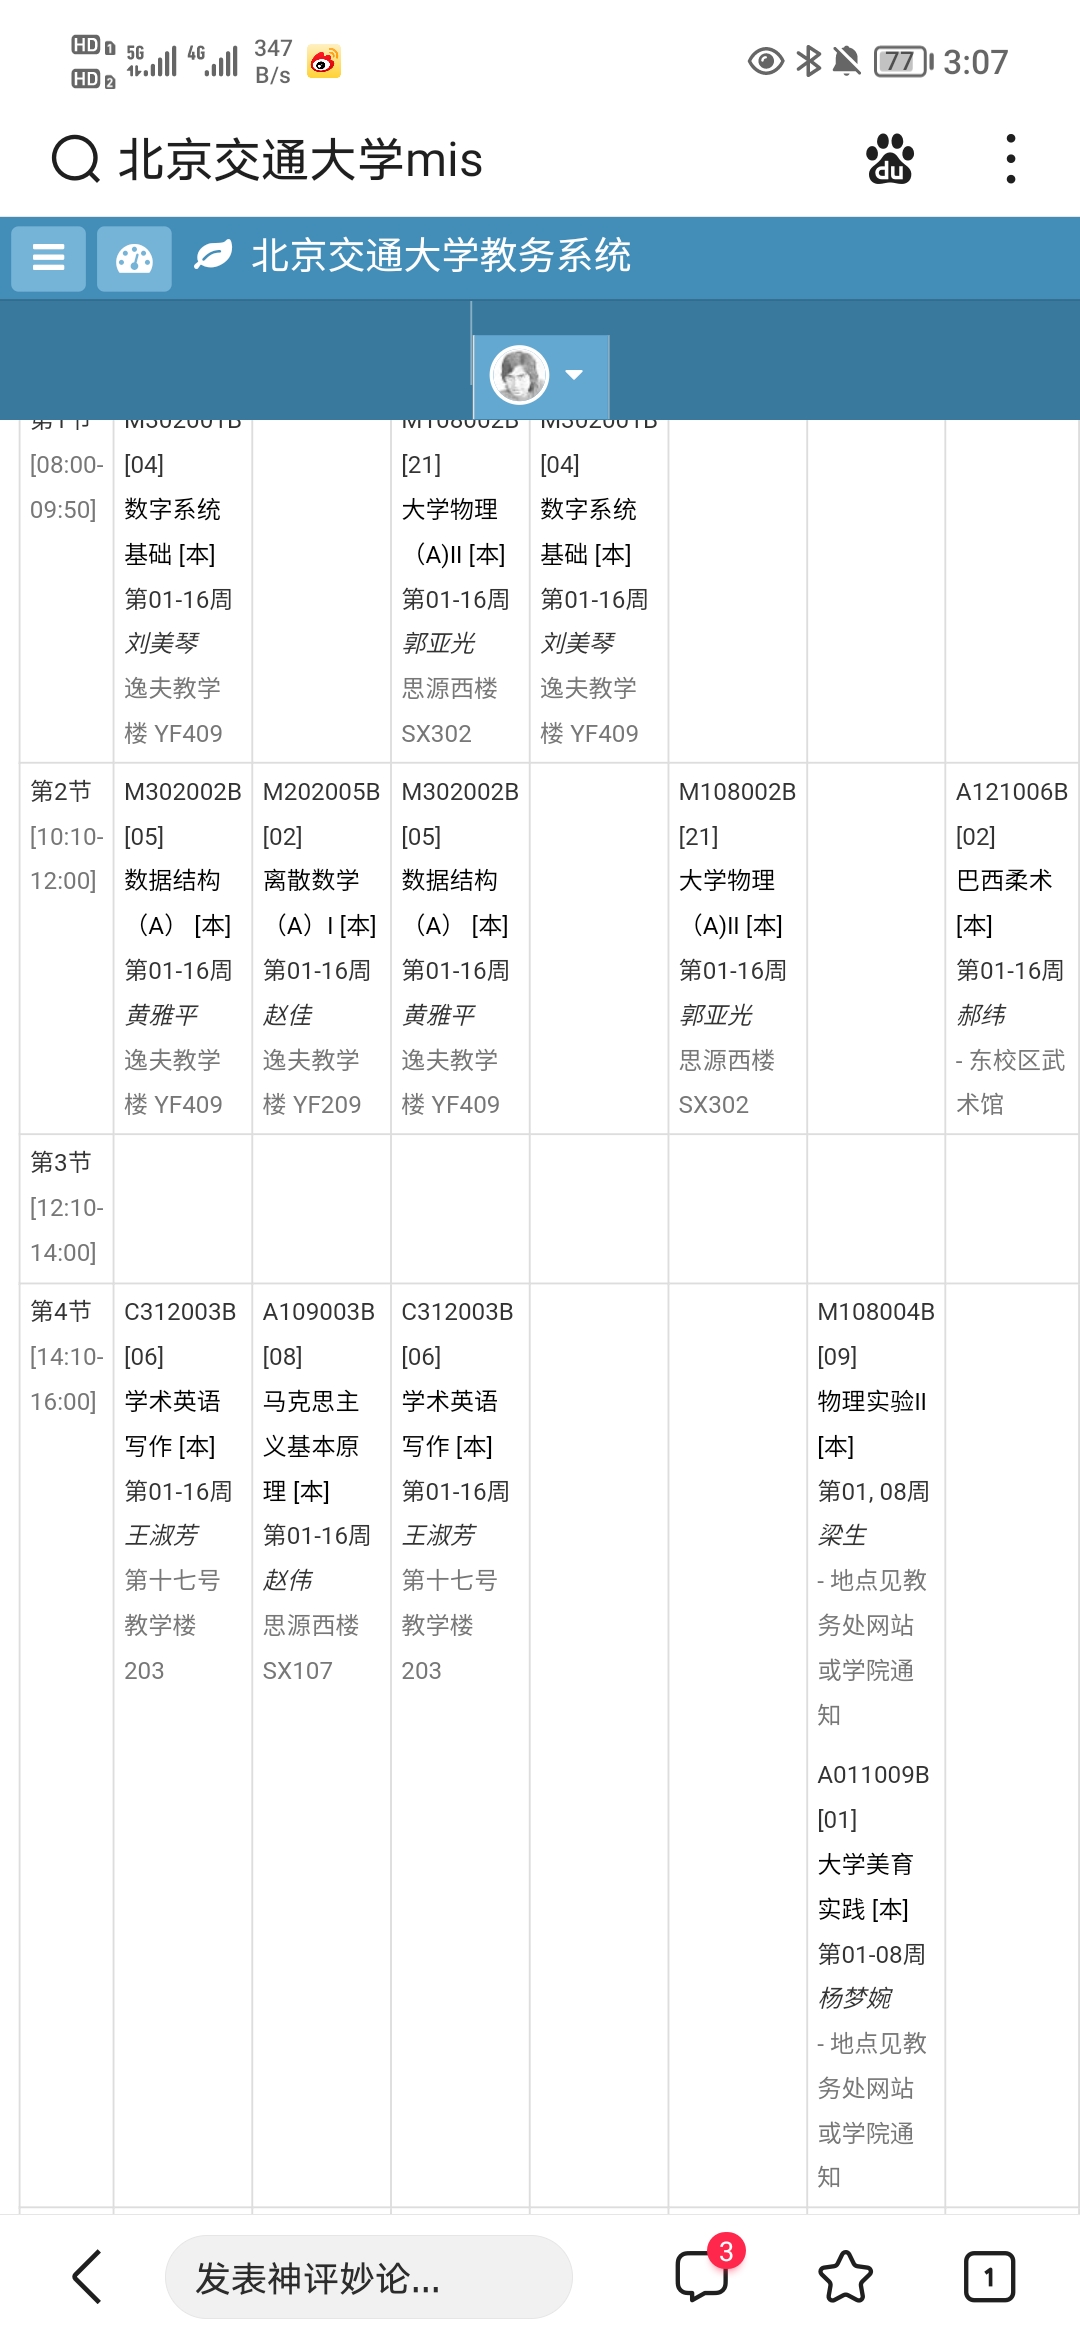 HD 1 5G 4G 347
HD 2 B/s
77 3:07
北京交通大学mis
du
北京交通大学教务系统
第1节
[08:00-
09:50]
M302001B
[04]
数字系统
基础 [本]
第01-16周
刘美琴
逸夫教学
楼 YF409
M108002B
[21]
大学物理
（A)II [本]
第01-16周
郭亚光
思源西楼
SX302
M302001B
[04]
数字系统
基础 [本]
第01-16周
刘美琴
逸夫教学
楼 YF409
第2节
[10:10-
12:00]
M302002B
[05]
数据结构
（A） [本]
第01-16周
黄雅平
逸夫教学
楼 YF409
M202005B
[02]
离散数学
（A）I [本]
第01-16周
赵佳
逸夫教学
楼 YF209
M302002B
[05]
数据结构
（A） [本]
第01-16周
黄雅平
逸夫教学
楼 YF409
M108002B
[21]
大学物理
（A)II [本]
第01-16周
郭亚光
思源西楼
SX302
A121006B
[02]
巴西柔术
[本]
第01-16周
郝纬
- 东校区武
术馆
第3节
[12:10-
14:00]
第4节
[14:10-
16:00]
C312003B
[06]
学术英语
写作 [本]
第01-16周
王淑芳
第十七号
教学楼
203
A109003B
[08]
马克思主
义基本原
理 [本]
第01-16周
赵伟
思源西楼
SX107
C312003B
[06]
学术英语
写作 [本]
第01-16周
王淑芳
第十七号
教学楼
203
M108004B
[09]
物理实验II
[本]
第01, 08周
梁生
- 地点见教
务处网站
或学院通
知
A011009B
[01]
大学美育
实践 [本]
第01-08周
杨梦婉
- 地点见教
务处网站
或学院通
知
发表神评妙论...
3
1